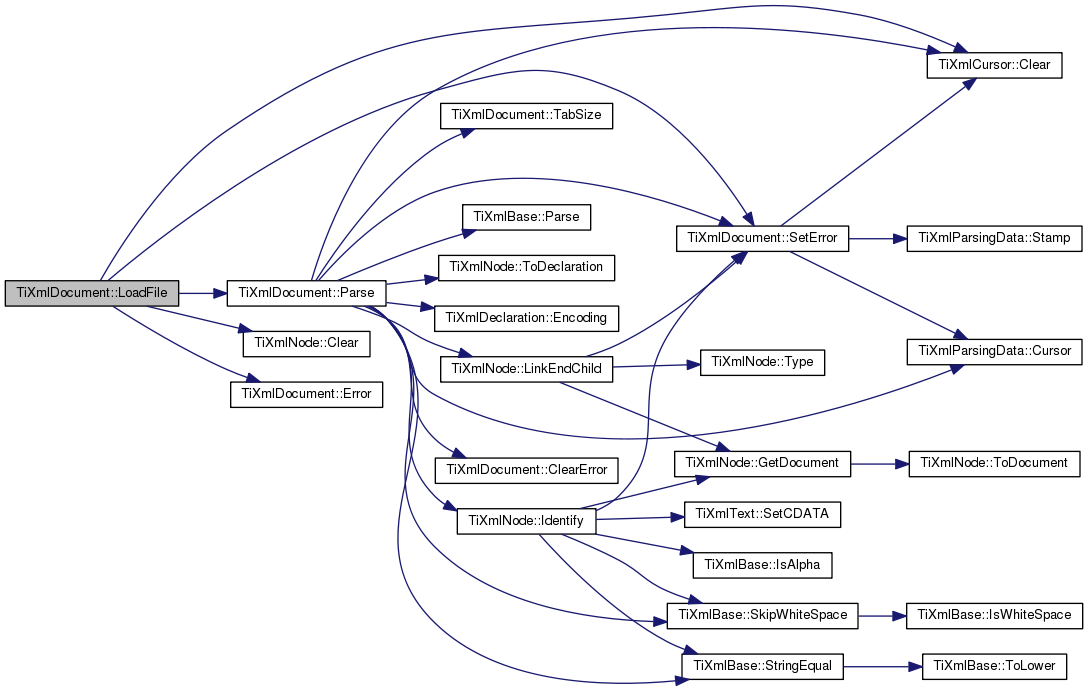 TiXmlCursor::Clear
TiXmlDocument::TabSize
TiXmlBase::Parse
TiXmlDocument::SetError
TiXmlParsingData::Stamp
TiXmlNode::ToDeclaration
TiXmlDocument::LoadFile
TiXmlDocument::Parse
TiXmlDeclaration::Encoding
TiXmlNode::Clear
TiXmlParsingData::Cursor
TiXmlNode::LinkEndChild
TiXmlNode::Type
TiXmlDocument::Error
TiXmlDocument::ClearError
TiXmlNode::GetDocument
TiXmlNode::ToDocument
TiXmlNode::Identify
TiXmlText::SetCDATA
TiXmlBase::IsAlpha
TiXmlBase::SkipWhiteSpace
TiXmlBase::IsWhiteSpace
TiXmlBase::StringEqual
TiXmlBase::ToLower